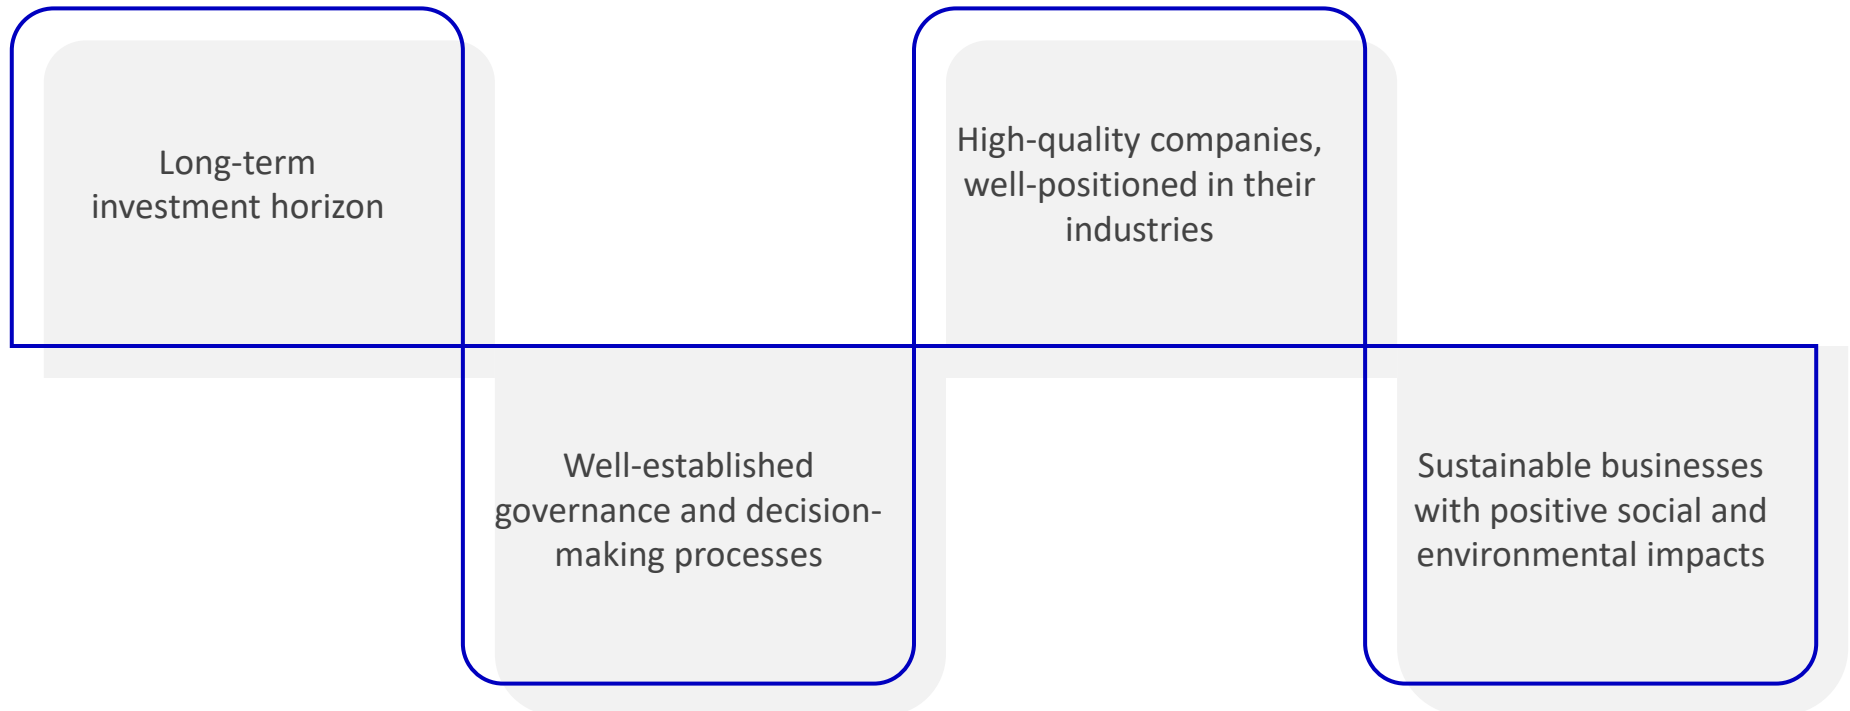 Long-term
investment horizon
Well-established
governance and decision-
making processes
High-quality companies,
well-positioned in their
industries
Sustainable businesses
with positive social and
environmental impacts